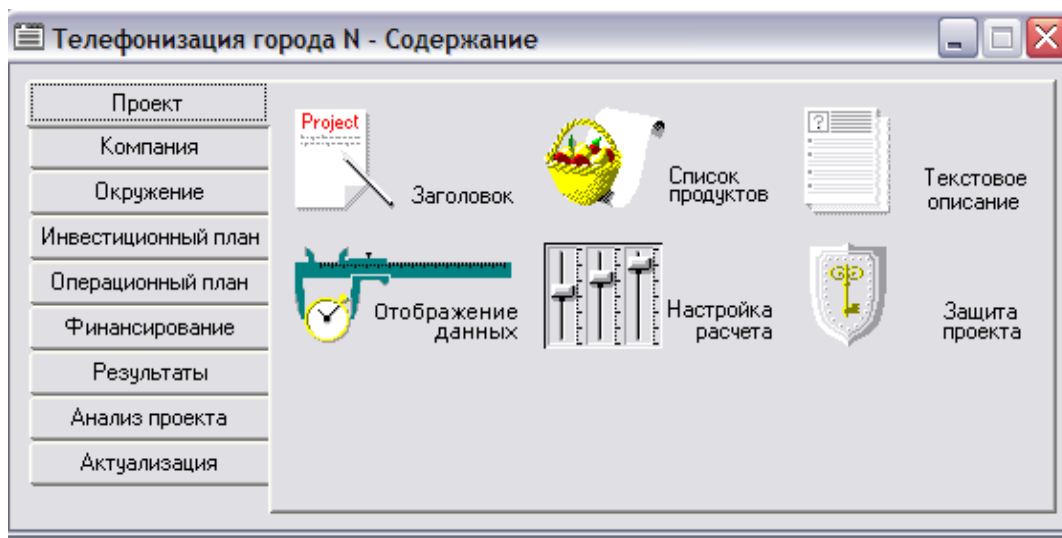 Телефонизация города N - Содержание
Проект
Компания
Окружение
Инвестиционный план
Операционный план
Финансирование
Результаты
Анализ проекта
Актуализация
Project
Заголовок
Список
продуктов
?
Текстовое
описание
Отображение
данных
Настройка
расчета
Защита
проекта